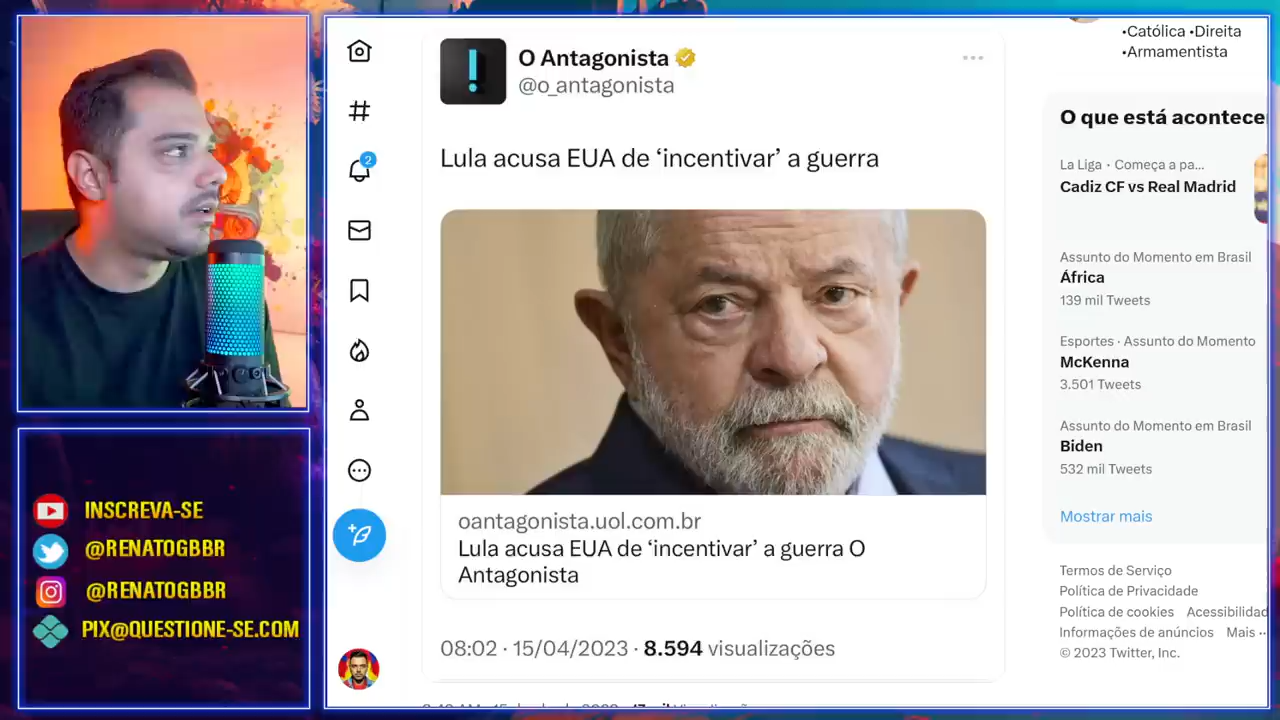 INSCREVA-SE
@RENATOGBBR
@RENATOGBBR
PIX@QUESTIONE-SE.COM
2
O Antagonista
@o_antagonista
Lula acusa EUA de ‘incentivar’ a guerra
oantagonista.uol.com.br
Lula acusa EUA de ‘incentivar’ a guerra O
Antagonista
08:02 · 15/04/2023 · 8.594 visualizações
•Católica •Direita
•Armamentista
O que está acontece
La Liga · Começa a pa...
Cadiz CF vs Real Madrid
Assunto do Momento em Brasil
África
139 mil Tweets
Esportes · Assunto do Momento
McKenna
3.501 Tweets
Assunto do Momento em Brasil
Biden
532 mil Tweets
Mostrar mais
Termos de Serviço
Política de Privacidade
Política de cookies Acessibilidad
Informações de anúncios Mais ··
© 2023 Twitter, Inc.